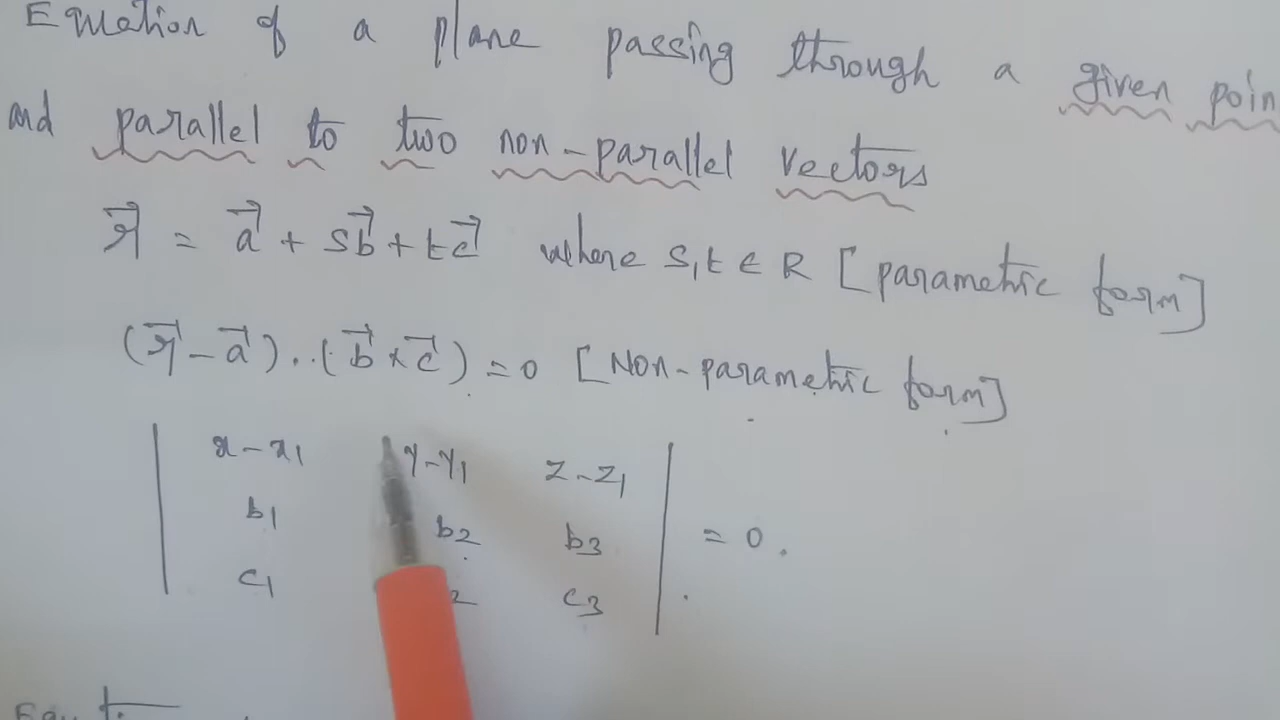 Equation of a plane passing through a given poin
and parallel to two non-parallel vectors
r⃗ = a⃗ + sb⃗ + tc⃗ where s,t ∈ R [parametric form]
(r⃗ - a⃗) . (b⃗ × c⃗) = 0 [Non-parametric form]
x-x₁ y-y₁ z-z₁
b₁ b₂ b₃ = 0.
c₁ ₂ c₃